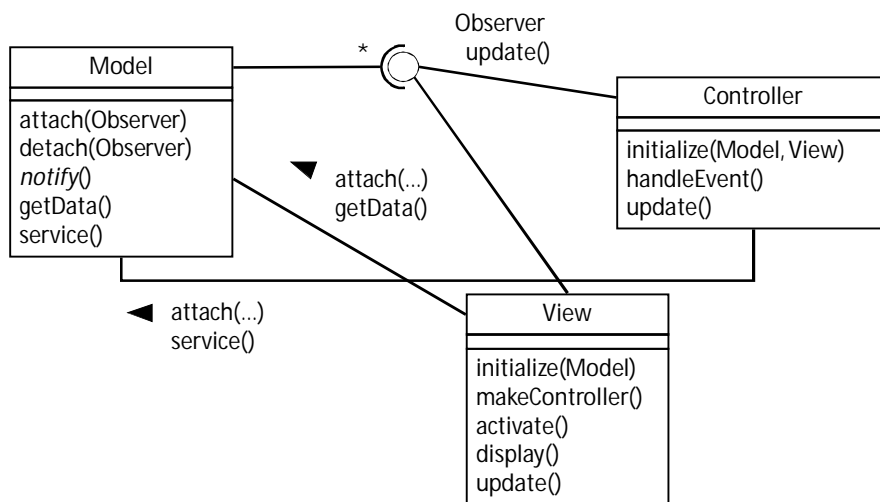 Observer
update()
*
Model
attach(Observer)
detach(Observer)
notify()
getData()
service()
Controller
initialize(Model, View)
handleEvent()
update()
attach(...)
getData()
attach(...)
service()
View
initialize(Model)
makeController()
activate()
display()
update()